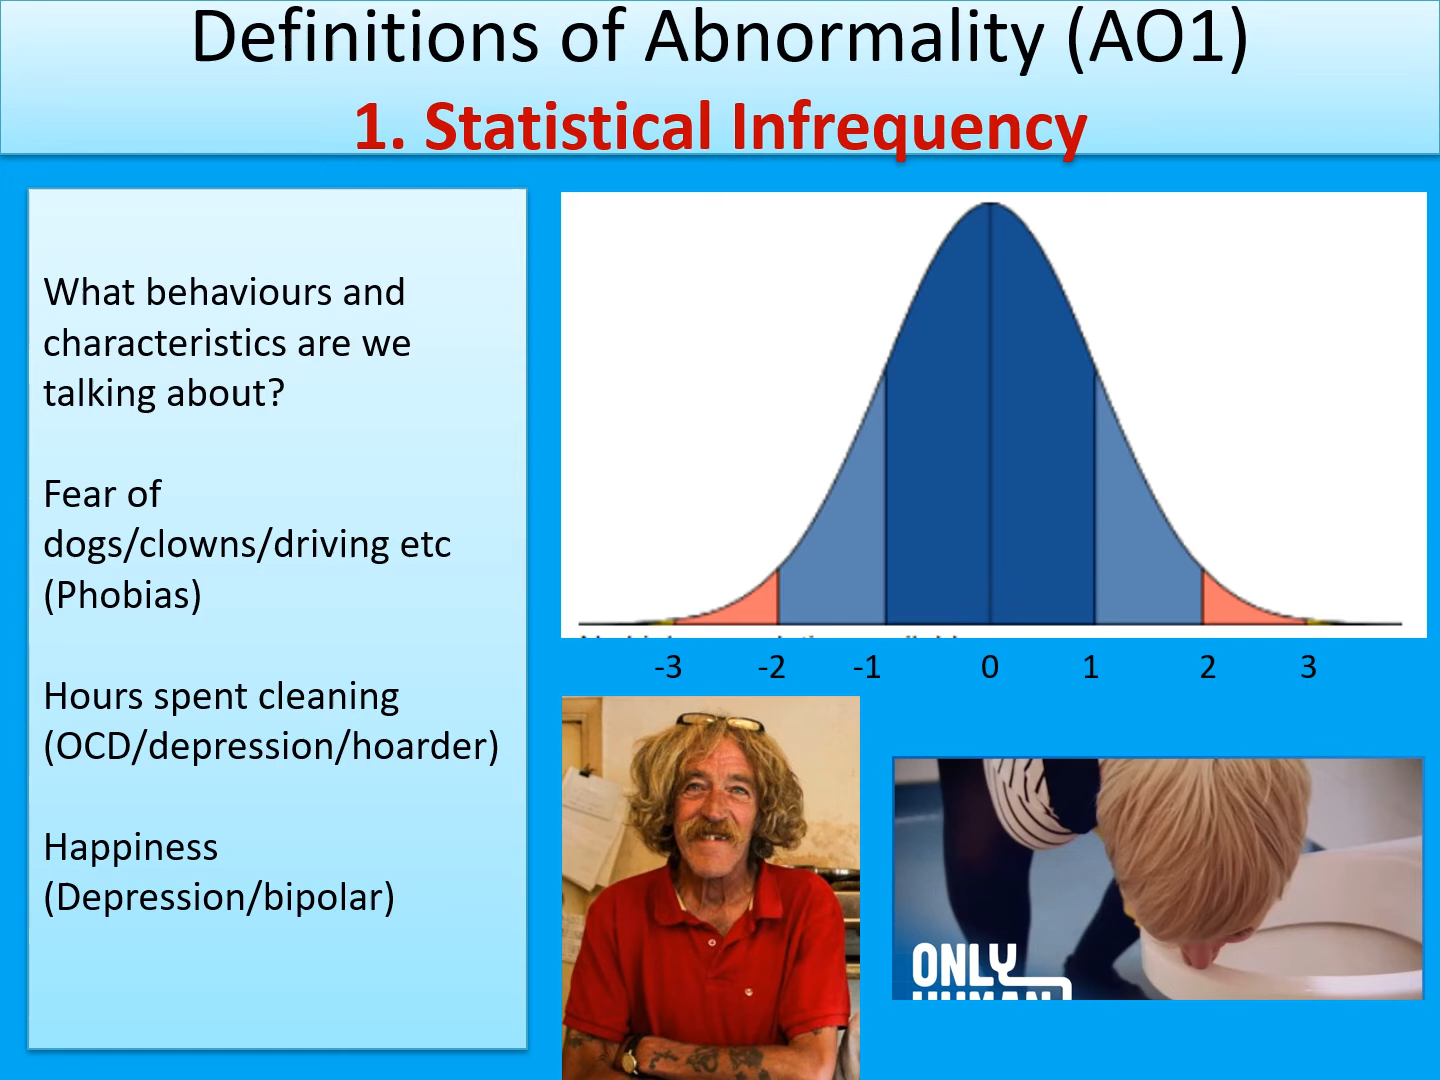 Definitions of Abnormality (AO1)
1. Statistical Infrequency
What behaviours and
characteristics are we
talking about?
Fear of
dogs/clowns/driving etc
(Phobias)
Hours spent cleaning
(OCD/depression/hoarder)
Happiness
(Depression/bipolar)
-3 -2 -1 0 1 2 3
ONLY
HUMAN